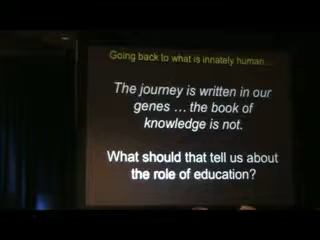 Going back to what is innately human...
The journey is written in our
genes ... the book of
knowledge is not.
What should that tell us about
the role of education?